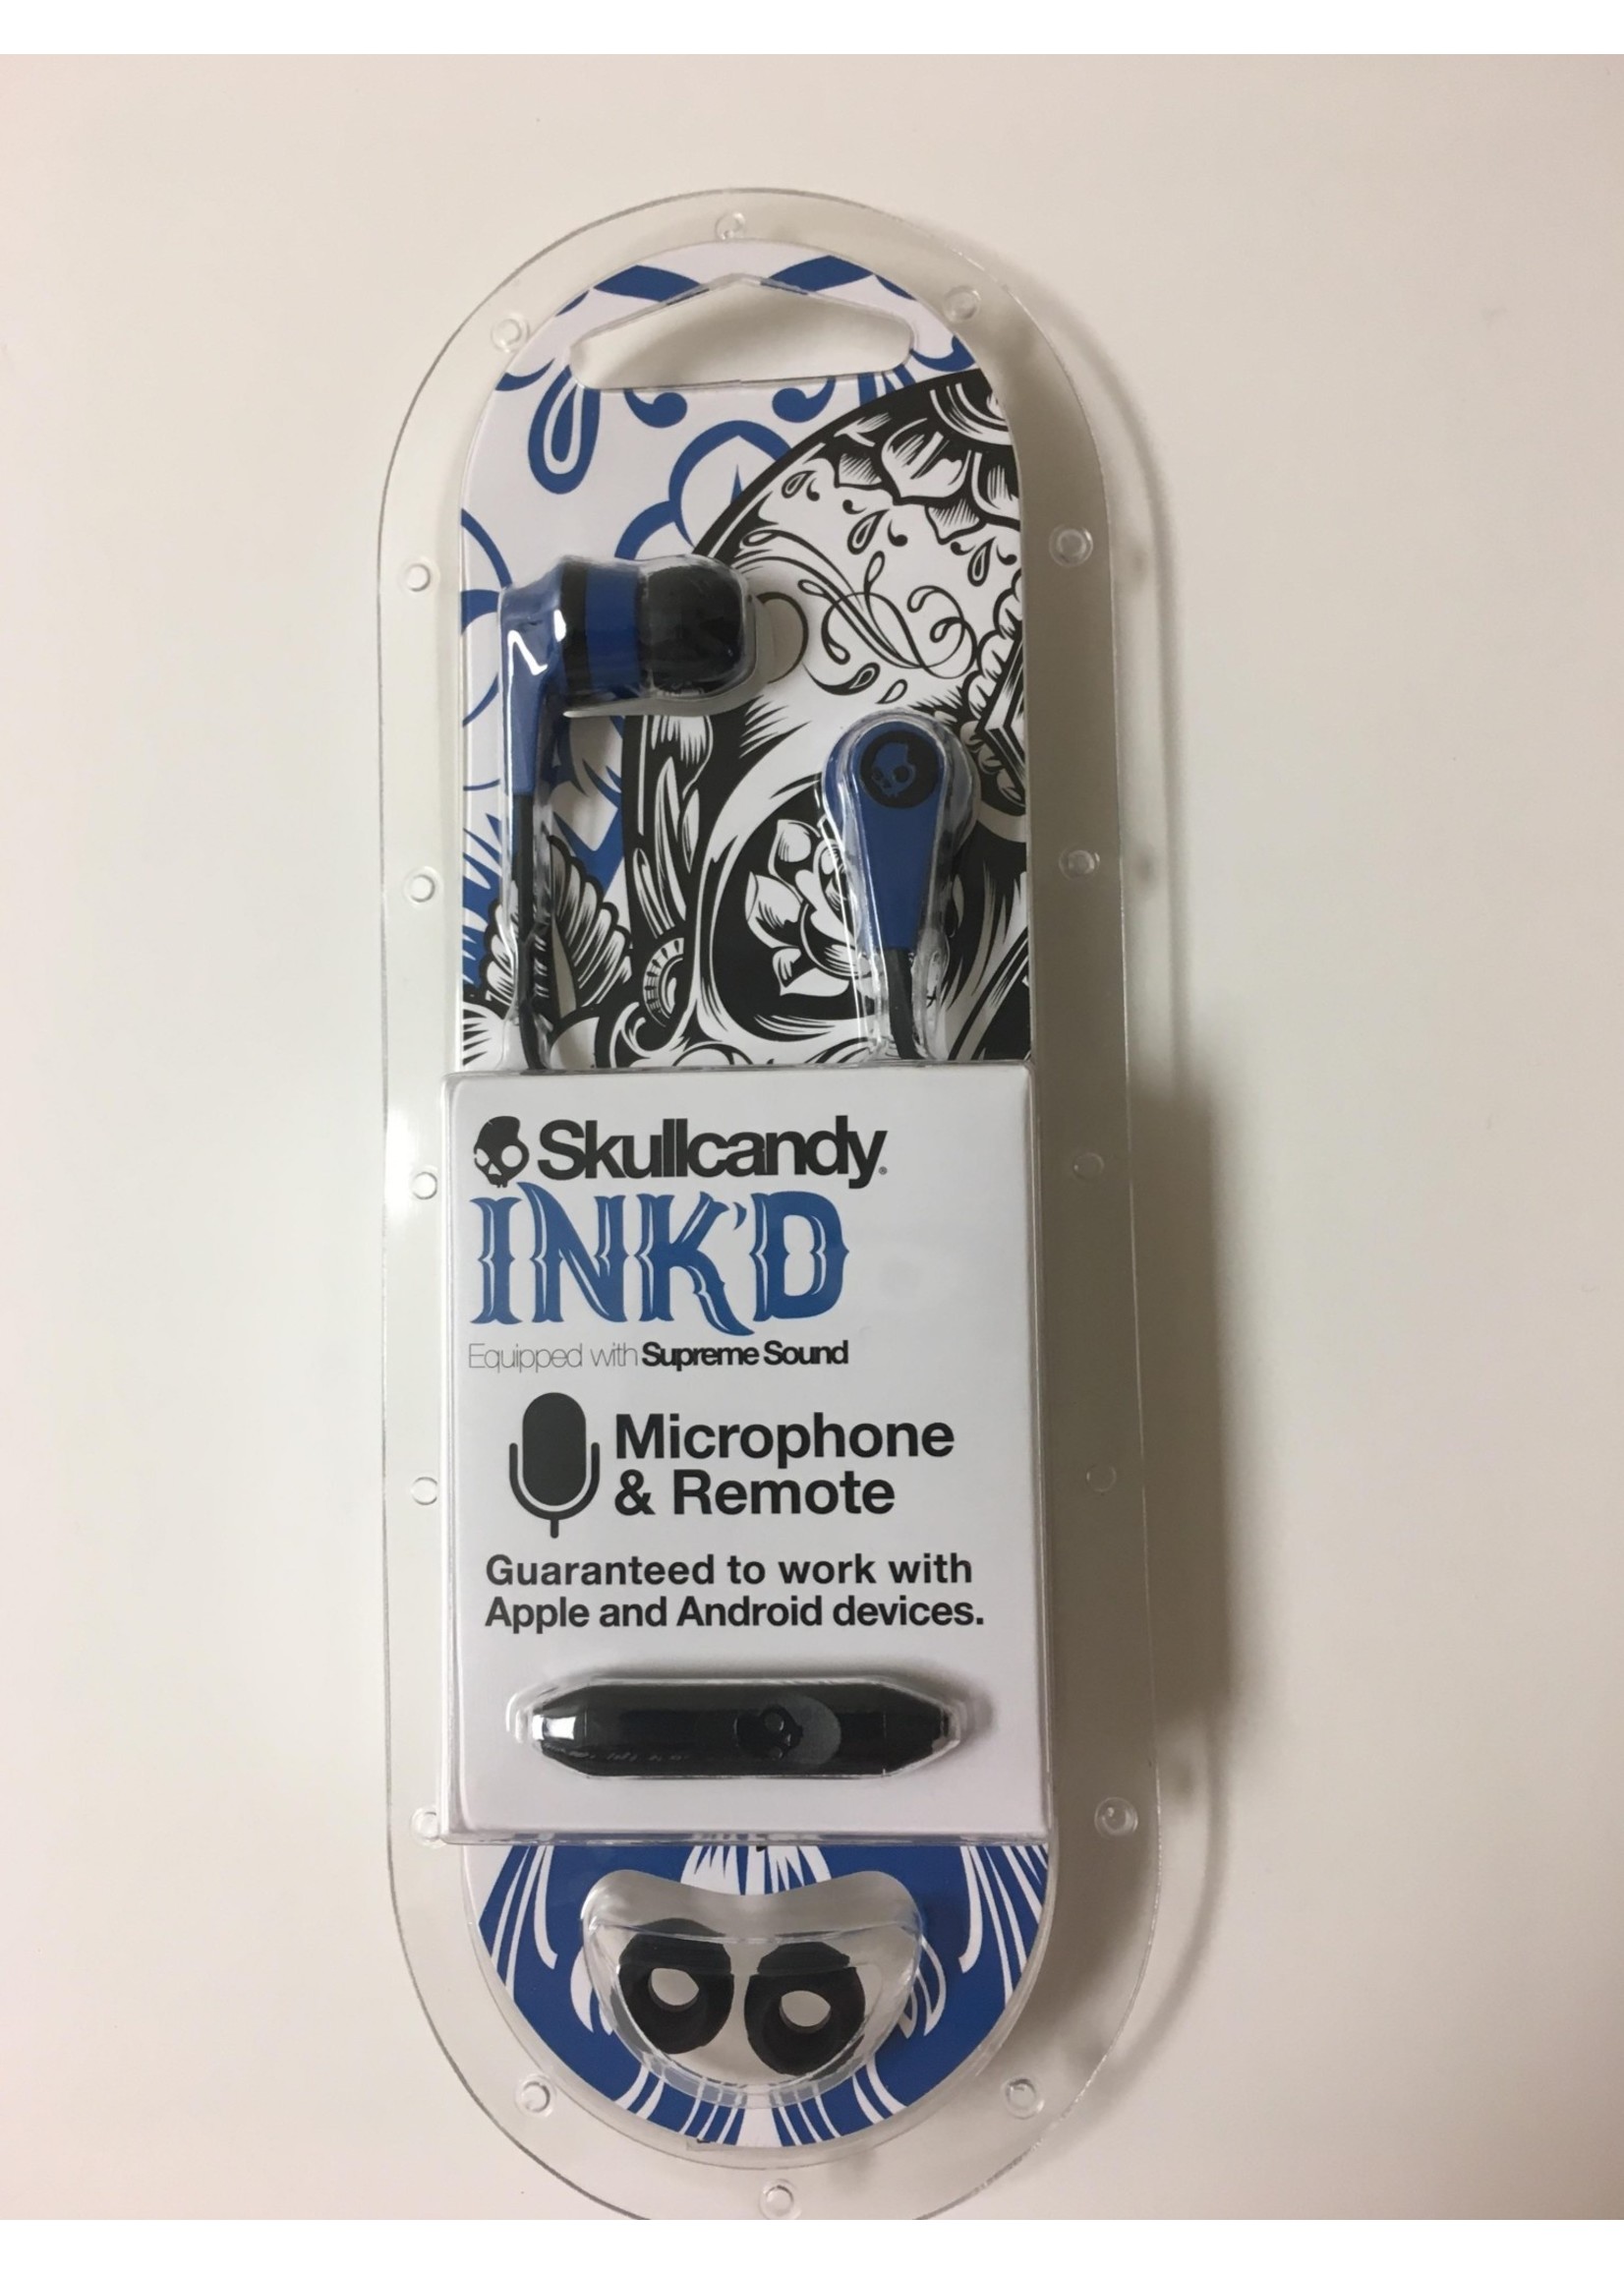 Skullcandy®
INK'D
Equipped with Supreme Sound
Microphone
& Remote
Guaranteed to work with
Apple and Android devices.